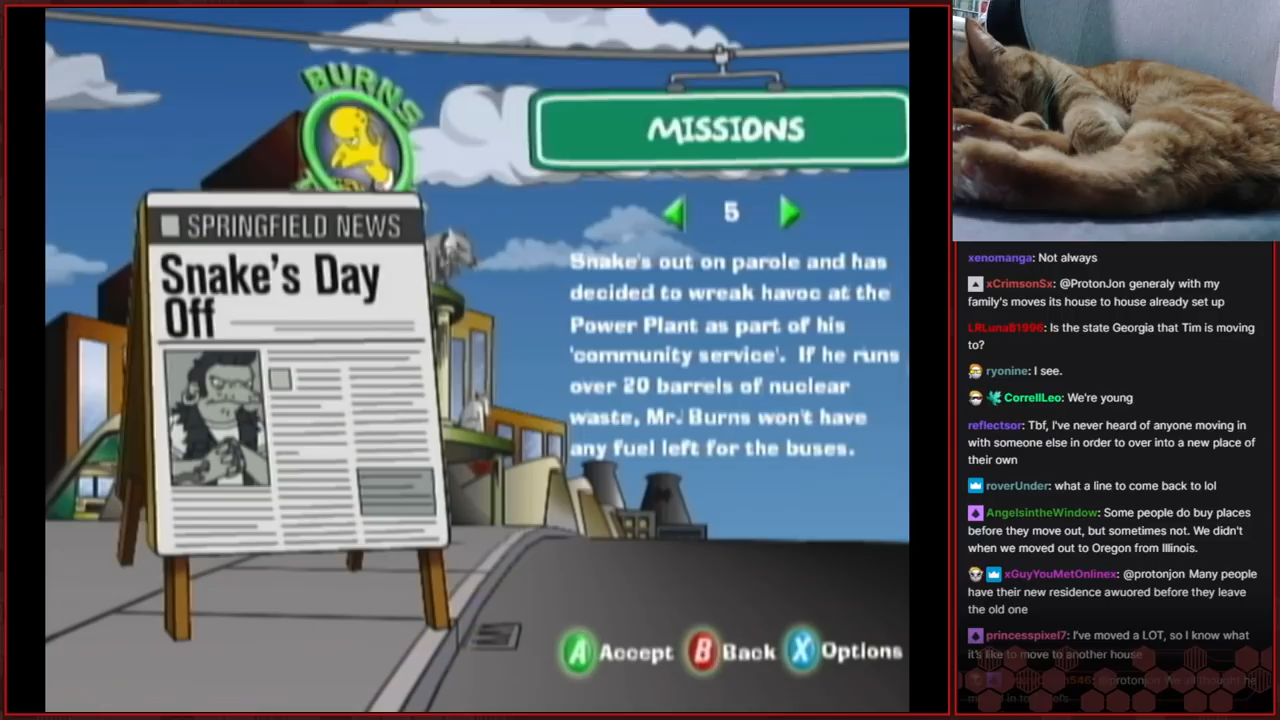 BURNS
MISSIONS
5
SPRINGFIELD NEWS
Snake's Day
Off
Snake's out on parole and has
decided to wreak havoc at the
Power Plant as part of his
'community service'. If he runs
over 20 barrels of nuclear
waste, Mr. Burns won't have
any fuel left for the buses.
A Accept B Back X Options
xenomanga: Not always
xCrimsonSx: @ProtonJon generaly with my
family's moves its house to house already set up
LRLunaB1996: Is the state Georgia that Tim is moving
to?
ryonine: I see.
CorrellLeo: We're young
reflectsor: Tbf, I've never heard of anyone moving in
with someone else in order to over into a new place of
their own
roverUnder: what a line to come back to lol
AngelsintheWindow: Some people do buy places
before they move out, but sometimes not. We didn't
when we moved out to Oregon from Illinois.
xGuyYouMetOnlinex: @protonjon Many people
have their new residence awuored before they leave
the old one
princesspixel7: I've moved a LOT, so I know what
it's like to move to another house